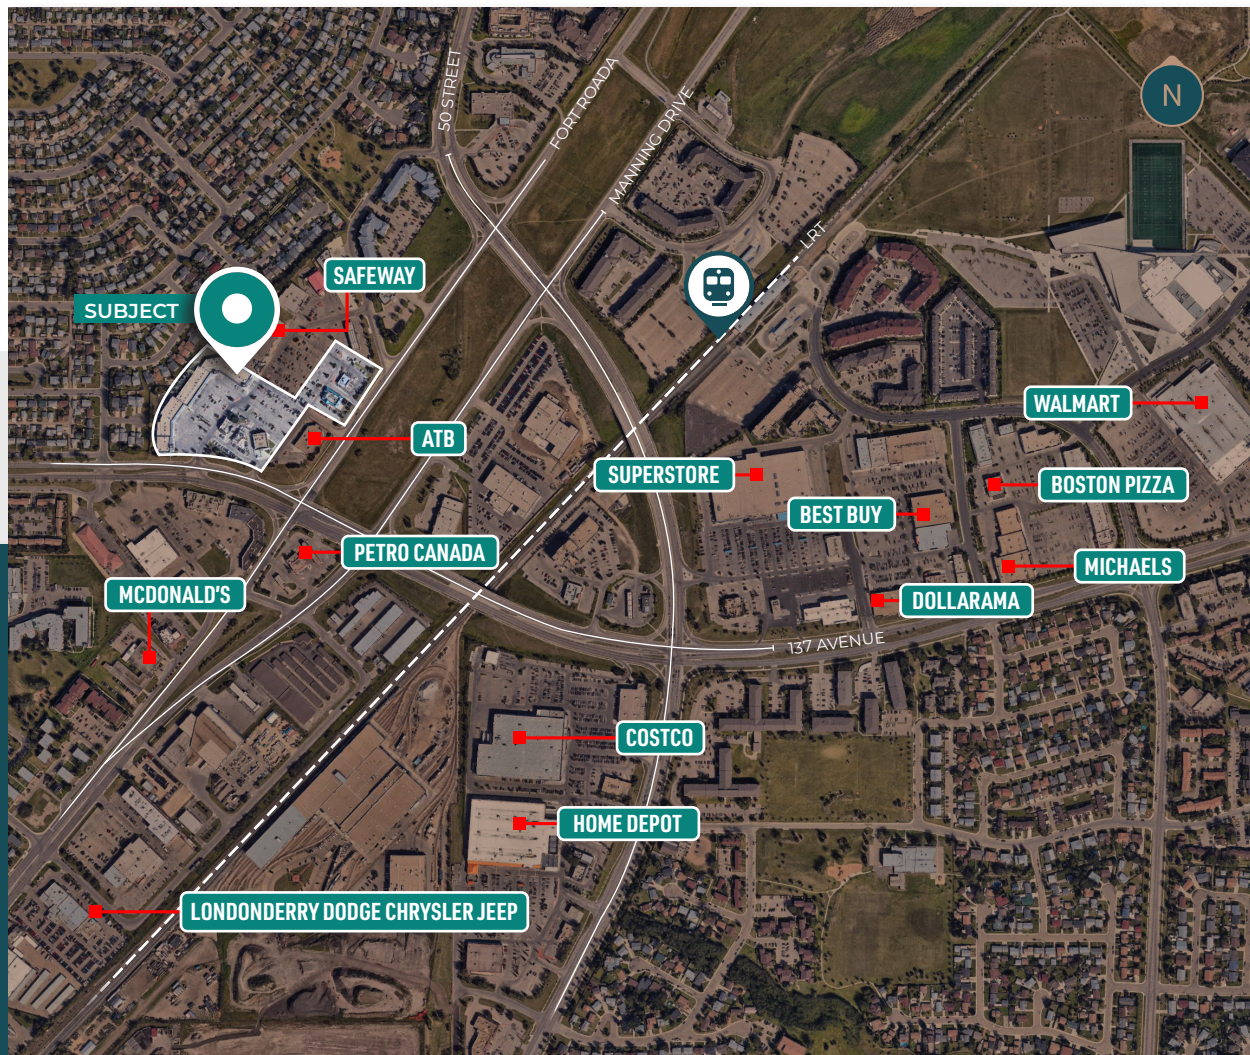 50 STREET
FORT ROADA
MANNING DRIVE
N
LRT
SAFEWAY
SUBJECT
WALMART
ATB
SUPERSTORE
BOSTON PIZZA
BEST BUY
PETRO CANADA
MICHAELS
MCDONALD'S
DOLLARAMA
137 AVENUE
COSTCO
HOME DEPOT
LONDONDERRY DODGE CHRYSLER JEEP